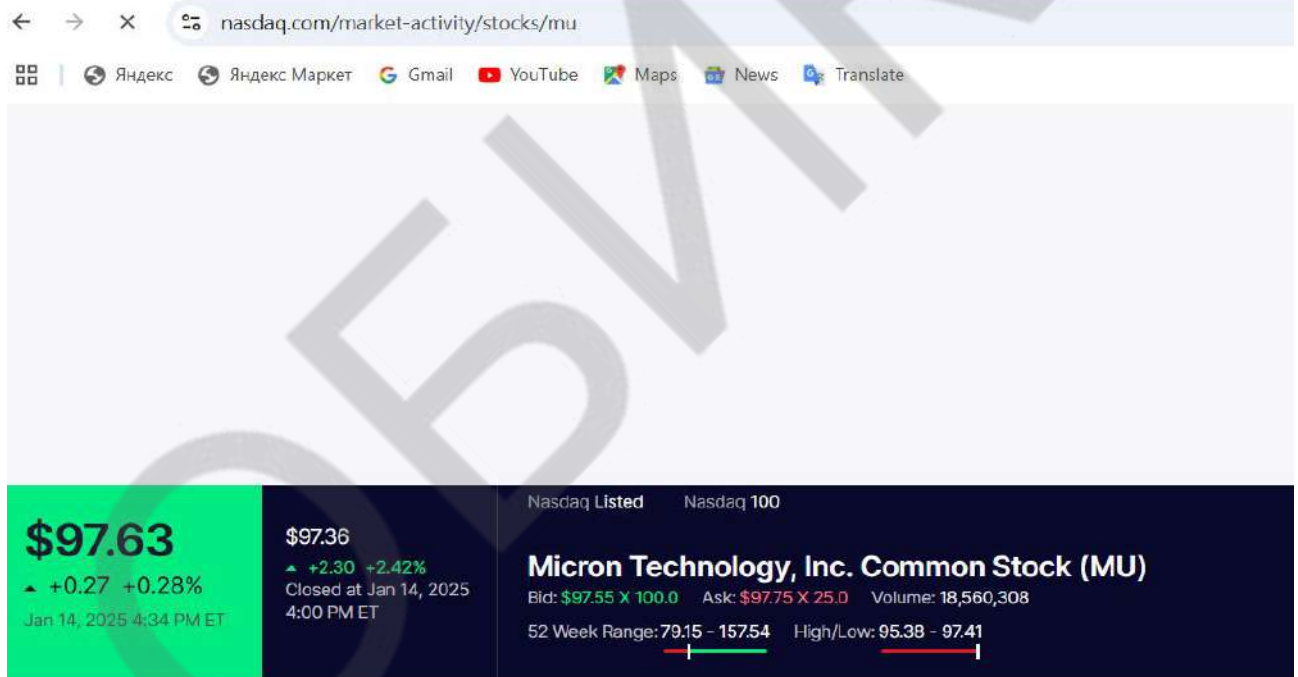 nasdaq.com/market-activity/stocks/mu
Яндекс Яндекс Маркет Gmail YouTube Maps News Translate
$97.63
+0.27 +0.28%
Jan 14, 2025 4:34 PM ET
$97.36
+2.30 +2.42%
Closed at Jan 14, 2025
4:00 PM ET
Nasdaq Listed Nasdaq 100
Micron Technology, Inc. Common Stock (MU)
Bid: $97.55 X 100.0 Ask: $97.75 X 25.0 Volume: 18,560,308
52 Week Range: 79.15 - 157.54 High/Low: 95.38 - 97.41